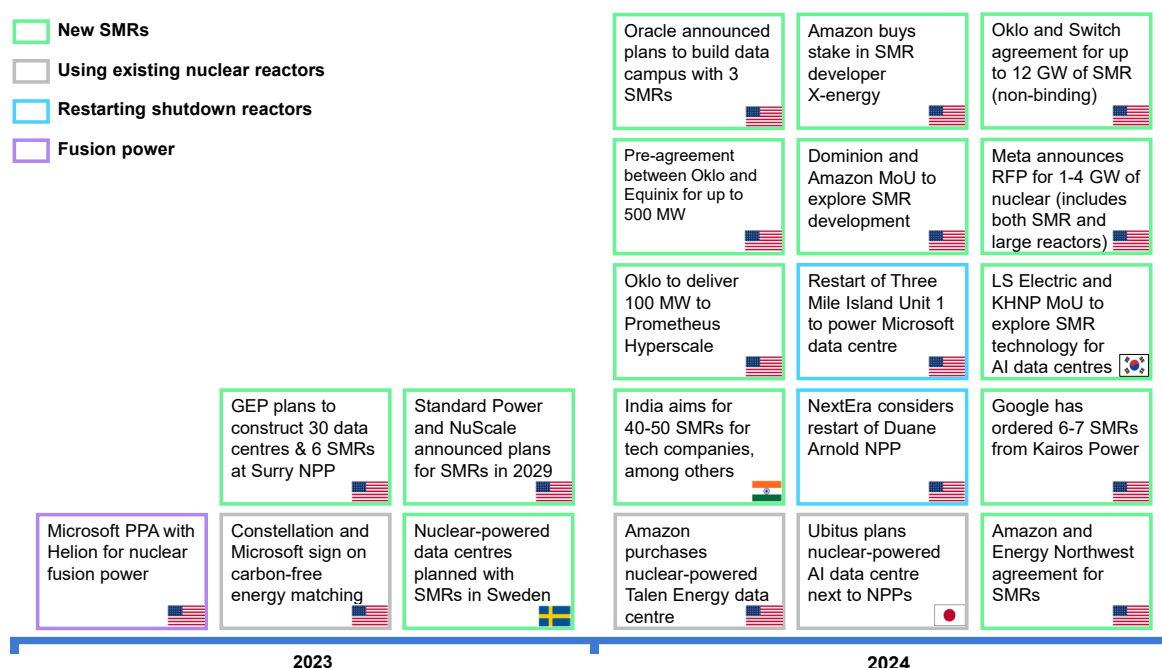 New SMRs
Using existing nuclear reactors
Restarting shutdown reactors
Fusion power
Oracle announced
plans to build data
campus with 3
SMRs
Amazon buys
stake in SMR
developer
X-energy
Oklo and Switch
agreement for up
to 12 GW of SMR
(non-binding)
Pre-agreement
between Oklo and
Equinix for up to
500 MW
Dominion and
Amazon MoU to
explore SMR
development
Meta announces
RFP for 1-4 GW of
nuclear (includes
both SMR and
large reactors)
Oklo to deliver
100 MW to
Prometheus
Hyperscale
Restart of Three
Mile Island Unit 1
to power Microsoft
data centre
LS Electric and
KHNP MoU to
explore SMR
technology for
AI data centres
GEP plans to
construct 30 data
centres & 6 SMRs
at Surry NPP
Standard Power
and NuScale
announced plans
for SMRs in 2029
India aims for
40-50 SMRs for
tech companies,
among others
NextEra considers
restart of Duane
Arnold NPP
Google has
ordered 6-7 SMRs
from Kairos Power
Microsoft PPA with
Helion for nuclear
fusion power
Constellation and
Microsoft sign on
carbon-free
energy matching
Nuclear-powered
data centres
planned with
SMRs in Sweden
Amazon
purchases
nuclear-powered
Talen Energy data
centre
Ubitus plans
nuclear-powered
AI data centre
next to NPPs
Amazon and
Energy Northwest
agreement for
SMRs
2023
2024